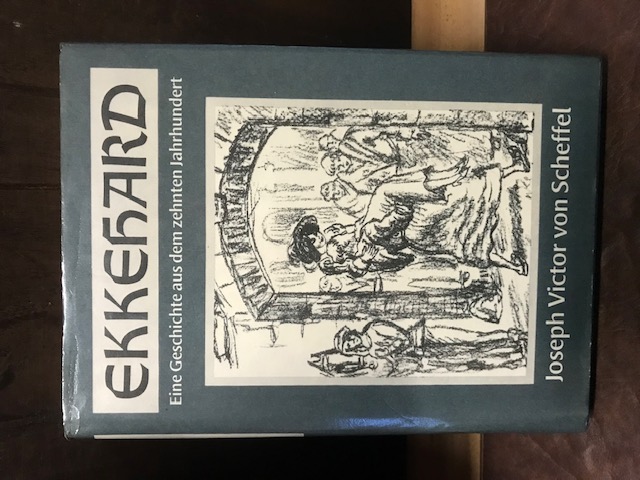 EKKEHARD
Eine Geschichte aus dem zehnten Jahrhundert
Joseph Victor von Scheffel